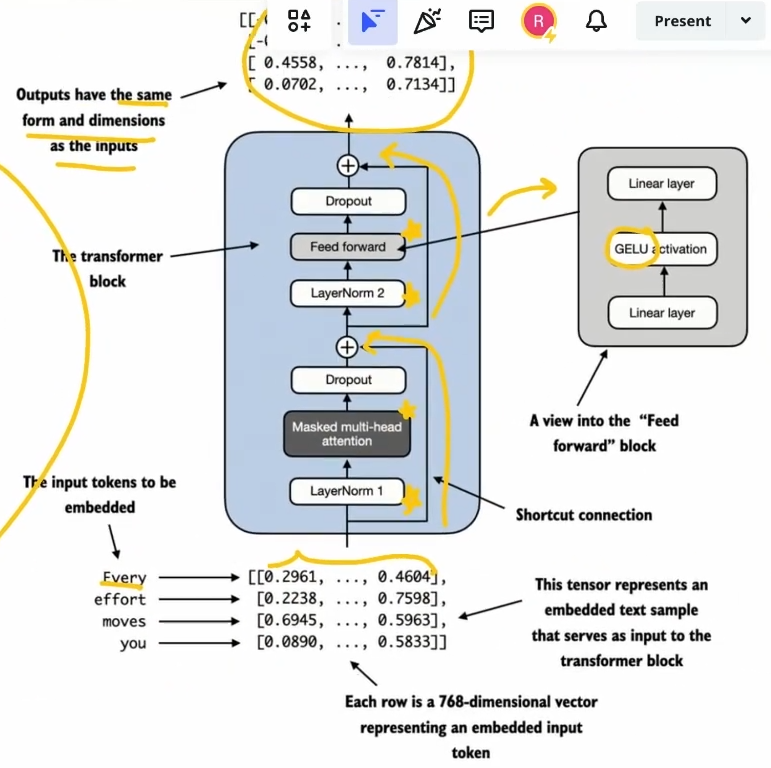 R
Present
[ 0.4558, ..., 0.7814],
[ 0.0702, ..., 0.7134]]
Outputs have the same
form and dimensions
as the inputs
Dropout
Feed forward
LayerNorm 2
Dropout
Masked multi-head
attention
LayerNorm 1
The transformer
block
Linear layer
GELU activation
Linear layer
A view into the “Feed
forward” block
Shortcut connection
The input tokens to be
embedded
Every
[[0.2961, ..., 0.4604],
effort
[0.2238, ..., 0.7598],
moves
[0.6945, ..., 0.5963],
you
[0.0890, ..., 0.5833]]
This tensor represents an
embedded text sample
that serves as input to the
transformer block
Each row is a 768-dimensional vector
representing an embedded input
token